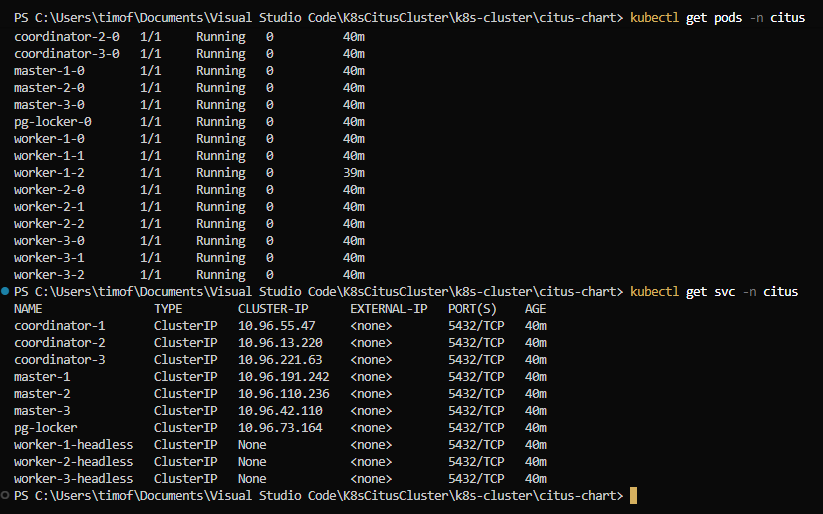 PS C:\Users\timof\Documents\Visual Studio Code\K8sCitusCluster\k8s-cluster\citus-chart> kubectl get pods -n citus
coordinator-2-0 1/1 Running 0 40m
coordinator-3-0 1/1 Running 0 40m
master-1-0 1/1 Running 0 40m
master-2-0 1/1 Running 0 40m
master-3-0 1/1 Running 0 40m
pg-locker-0 1/1 Running 0 40m
worker-1-0 1/1 Running 0 40m
worker-1-1 1/1 Running 0 40m
worker-1-2 1/1 Running 0 39m
worker-2-0 1/1 Running 0 40m
worker-2-1 1/1 Running 0 40m
worker-2-2 1/1 Running 0 40m
worker-3-0 1/1 Running 0 40m
worker-3-1 1/1 Running 0 40m
worker-3-2 1/1 Running 0 40m
PS C:\Users\timof\Documents\Visual Studio Code\K8sCitusCluster\k8s-cluster\citus-chart> kubectl get svc -n citus
NAME TYPE CLUSTER-IP EXTERNAL-IP PORT(S) AGE
coordinator-1 ClusterIP 10.96.55.47 <none> 5432/TCP 40m
coordinator-2 ClusterIP 10.96.13.220 <none> 5432/TCP 40m
coordinator-3 ClusterIP 10.96.221.63 <none> 5432/TCP 40m
master-1 ClusterIP 10.96.191.242 <none> 5432/TCP 40m
master-2 ClusterIP 10.96.110.236 <none> 5432/TCP 40m
master-3 ClusterIP 10.96.42.110 <none> 5432/TCP 40m
pg-locker ClusterIP 10.96.73.164 <none> 5432/TCP 40m
worker-1-headless ClusterIP None <none> 5432/TCP 40m
worker-2-headless ClusterIP None <none> 5432/TCP 40m
worker-3-headless ClusterIP None <none> 5432/TCP 40m
PS C:\Users\timof\Documents\Visual Studio Code\K8sCitusCluster\k8s-cluster\citus-chart>